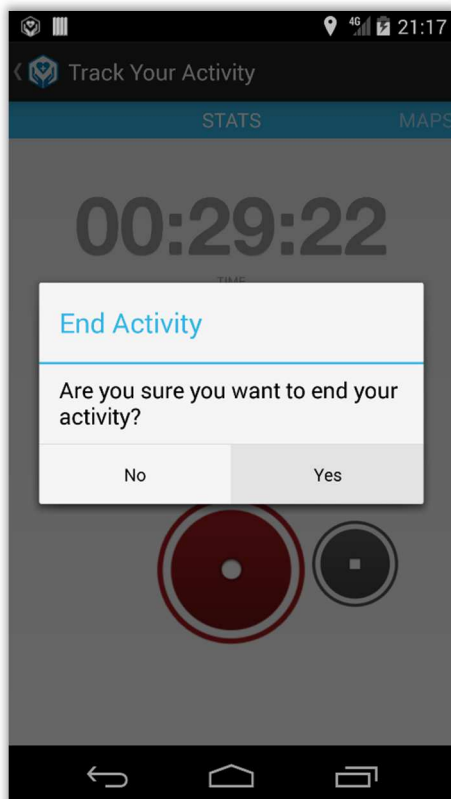 4G 21:17
Track Your Activity
STATS MAPS
00:29:22
TIME
End Activity
Are you sure you want to end your
activity?
No Yes